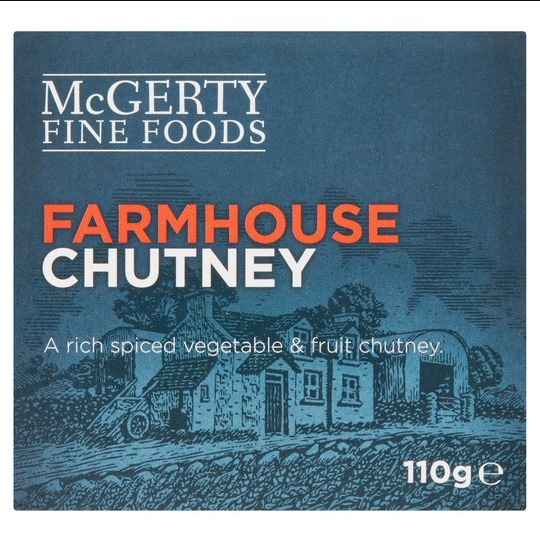 McGERTY
FINE FOODS
FARMHOUSE
CHUTNEY
A rich spiced vegetable & fruit chutney.
110g ℮